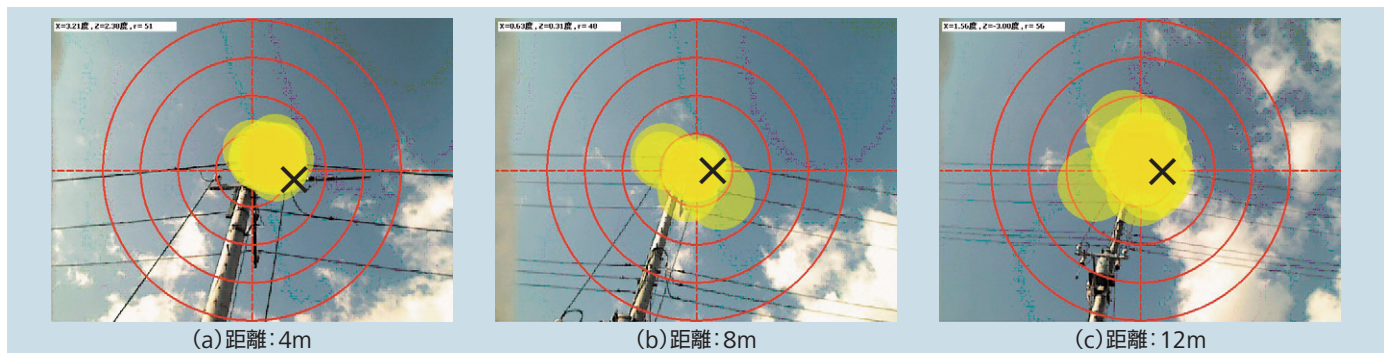 X=3.21度, Z=2.30度, r= 51
X=0.63度, Z=0.31度, r= 40
X=1.56度, Z=-3.00度, r= 56
(a)距離:4m
(b)距離:8m
(c)距離:12m